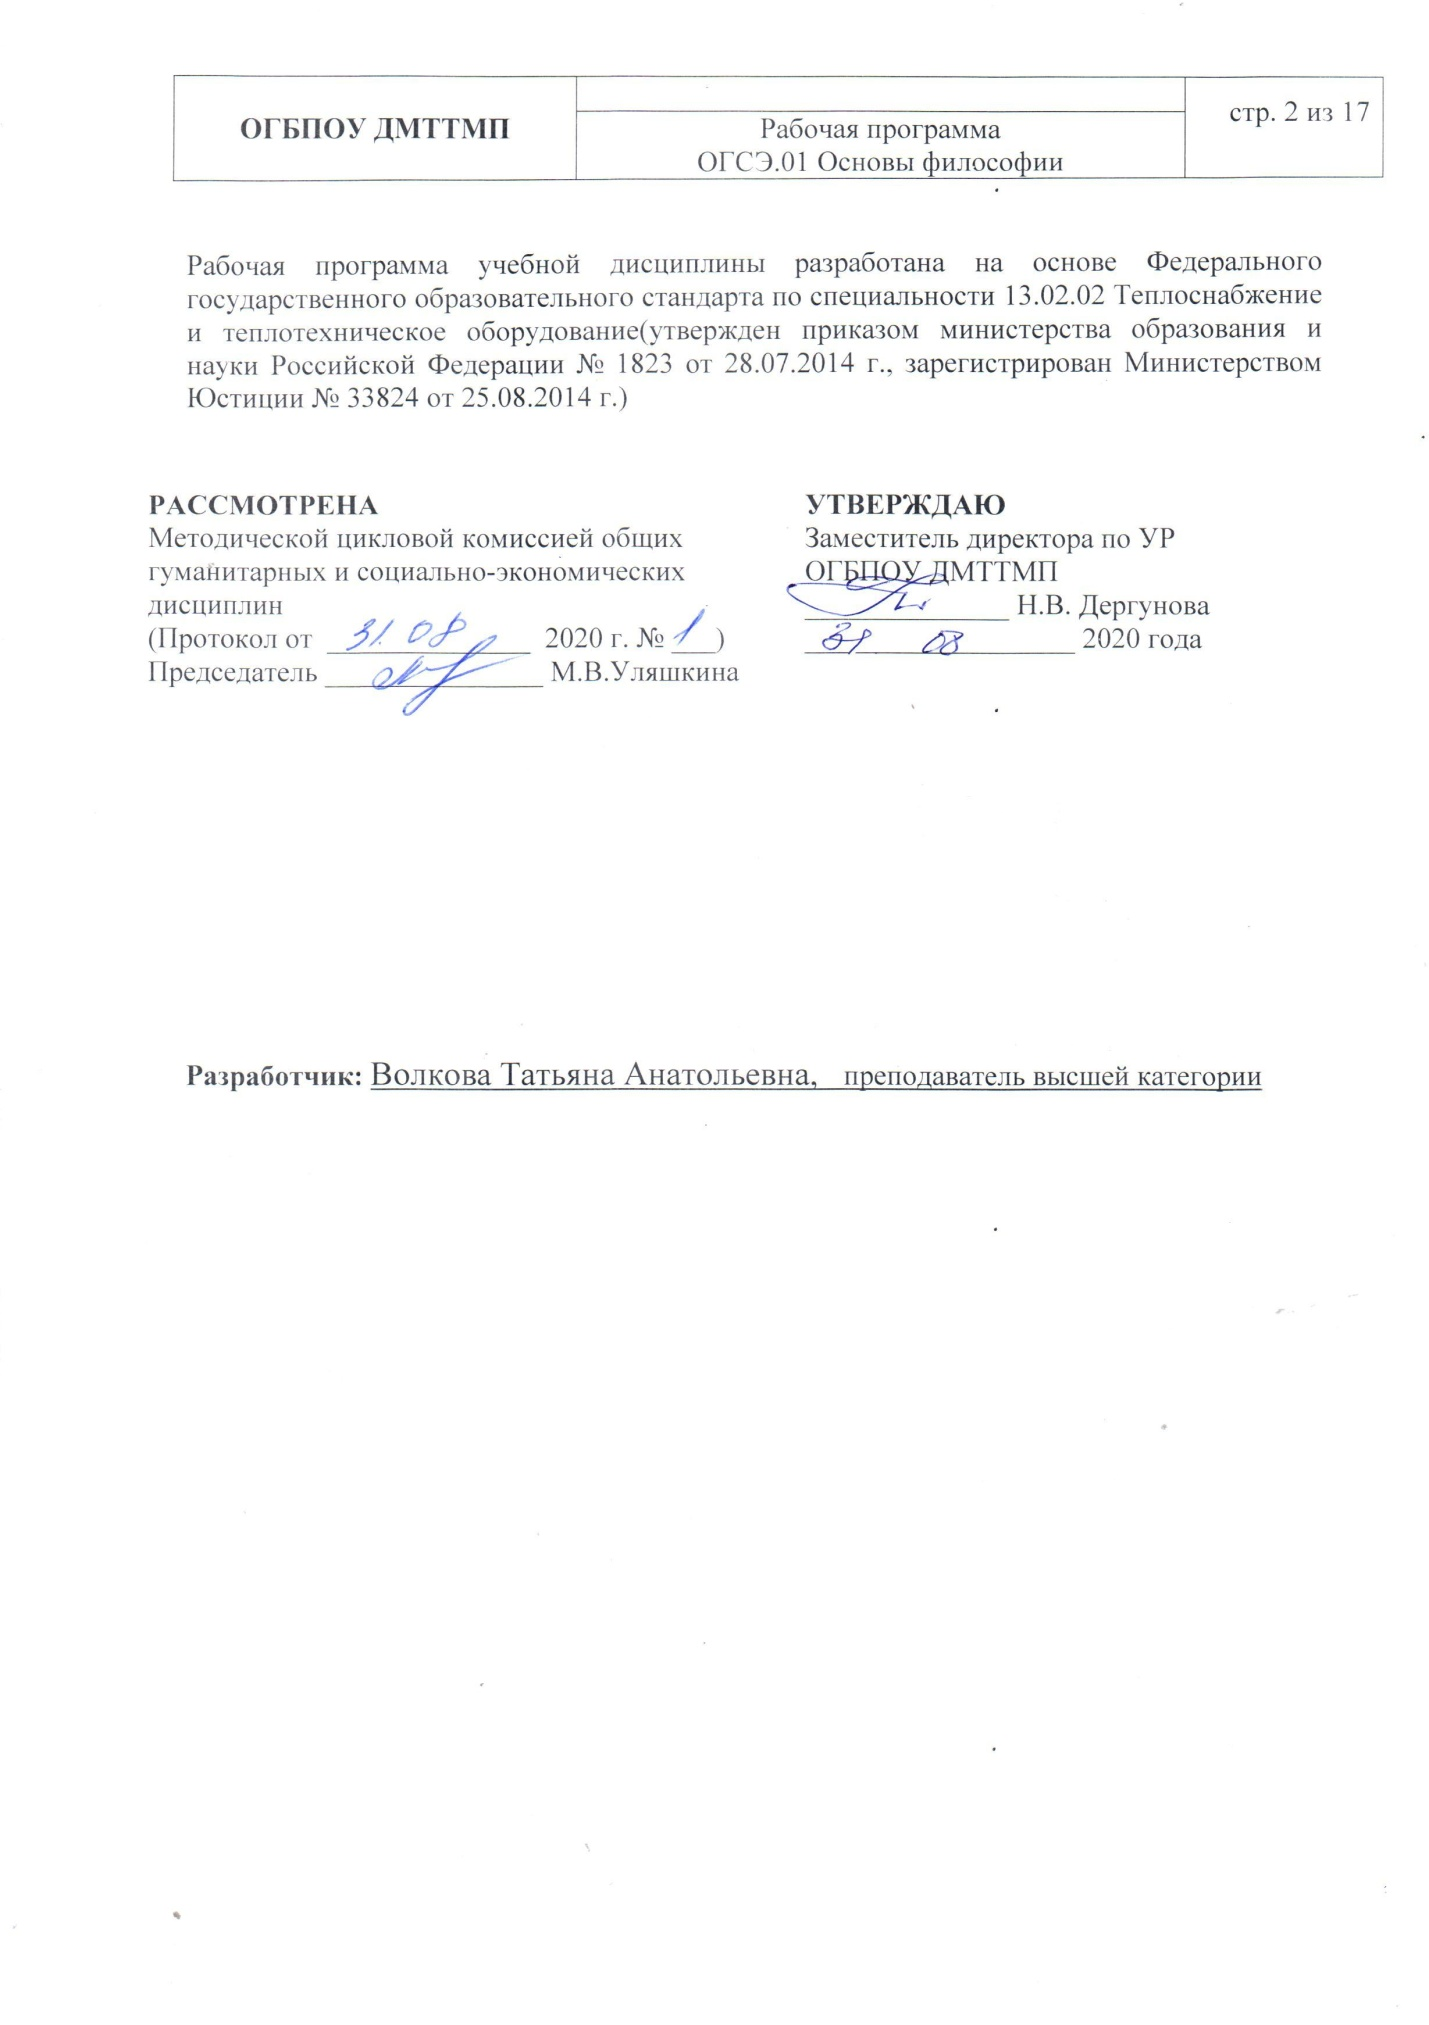 ОГБПОУ ДМТТМП
Рабочая программа
ОГСЭ.01 Основы философии
стр. 2 из 17
Рабочая программа учебной дисциплины разработана на основе Федерального
государственного образовательного стандарта по специальности 13.02.02 Теплоснабжение
и теплотехническое оборудование(утвержден приказом министерства образования и
науки Российской Федерации № 1823 от 28.07.2014 г., зарегистрирован Министерством
Юстиции № 33824 от 25.08.2014 г.)
РАССМОТРЕНА
Методической цикловой комиссией общих
гуманитарных и социально-экономических
дисциплин
(Протокол от 31.08 2020 г. № 1)
Председатель М.В.Уляшкина
УТВЕРЖДАЮ
Заместитель директора по УР
ОГБПОУ ДМТТМП
Н.В. Дергунова
31 08 2020 года
Разработчик: Волкова Татьяна Анатольевна, преподаватель высшей категории